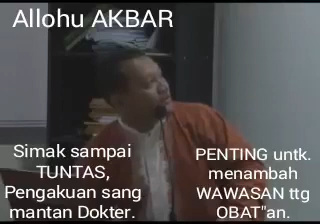 Allohu AKBAR
Simak sampai
TUNTAS,
Pengakuan sang
mantan Dokter.
PENTING untk.
menambah
WAWASAN ttg
OBAT"an.